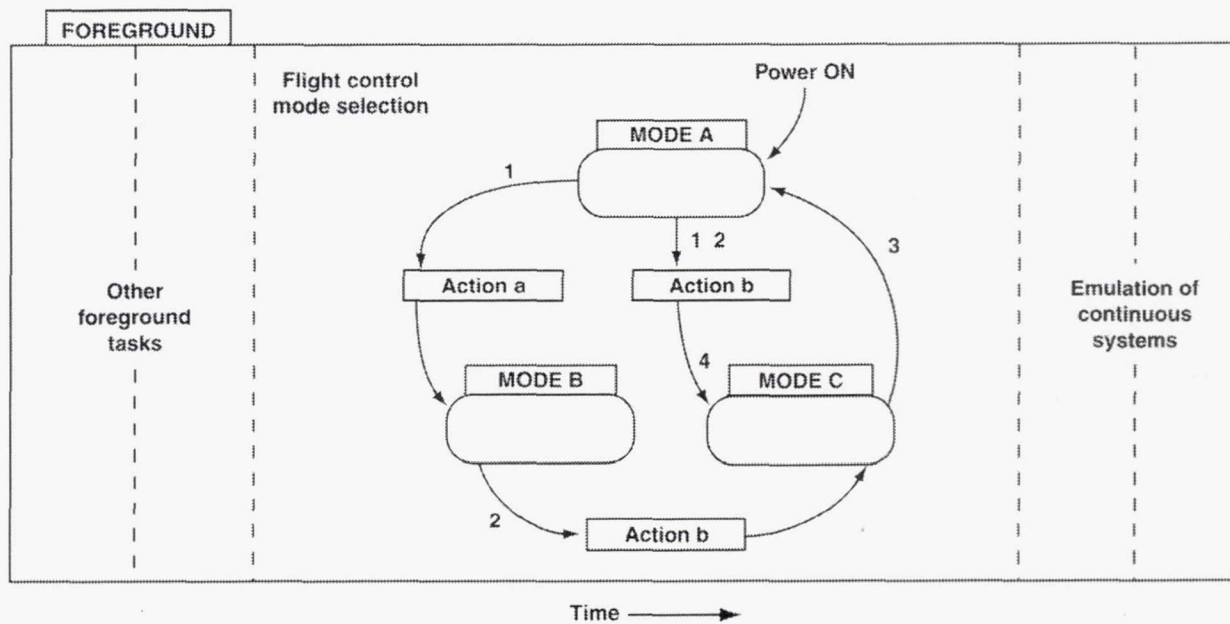 FOREGROUND
Flight control
mode selection
Power ON
MODE A
1
1 2
3
Action a
Action b
Other
foreground
tasks
Emulation of
continuous
systems
4
MODE B
MODE C
2
Action b
Time